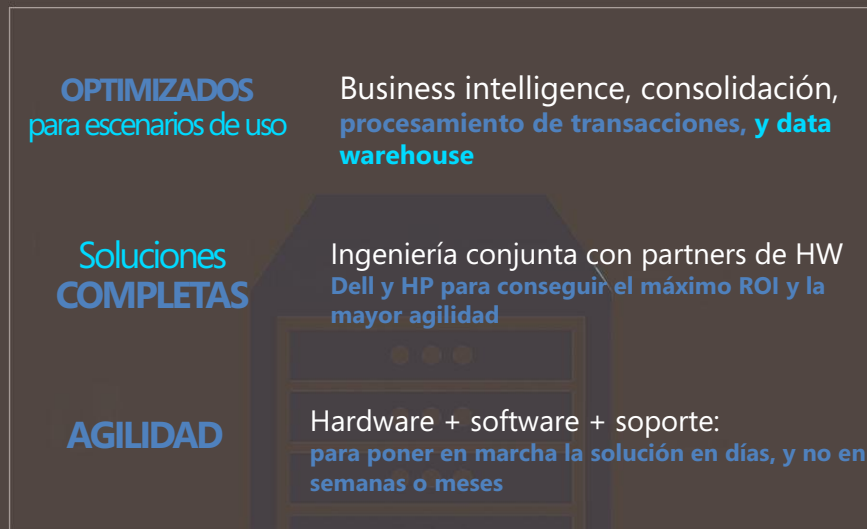 OPTIMIZADOS
para escenarios de uso
Business intelligence, consolidación,
procesamiento de transacciones, y data
warehouse
Soluciones
COMPLETAS
Ingeniería conjunta con partners de HW
Dell y HP para conseguir el máximo ROI y la
mayor agilidad
AGILIDAD
Hardware + software + soporte:
para poner en marcha la solución en días, y no en
semanas o meses